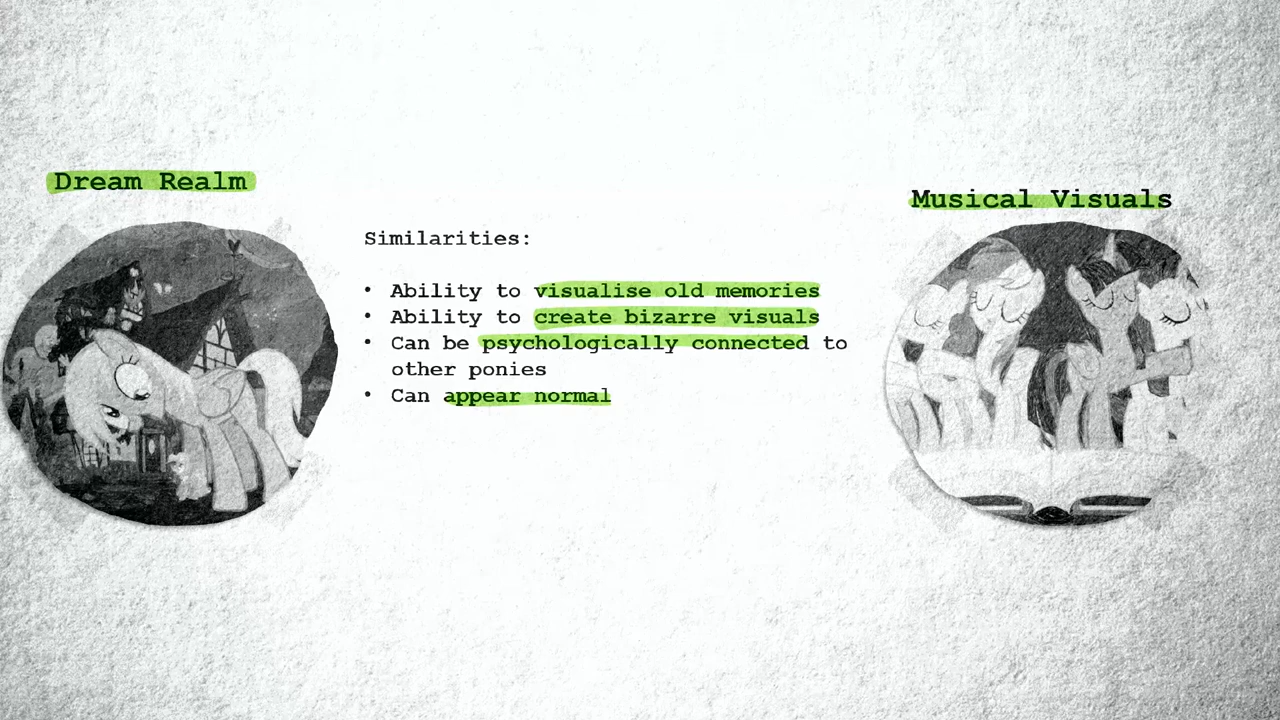 Dream Realm
Musical Visuals
Similarities:
• Ability to visualise old memories
• Ability to create bizarre visuals
• Can be psychologically connected to
other ponies
• Can appear normal